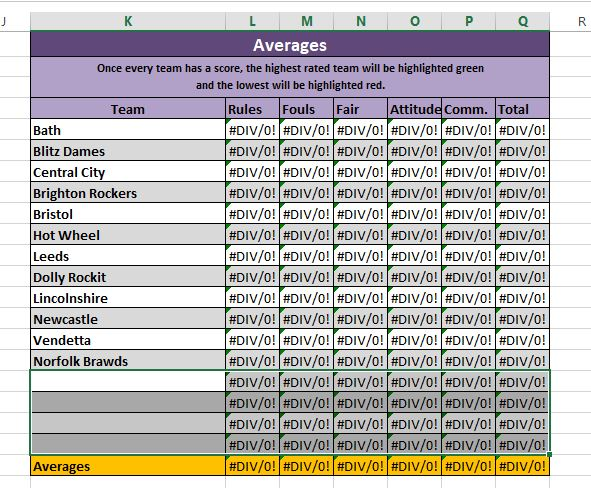 J K L M N O P Q R
Averages
Once every team has a score, the highest rated team will be highlighted green
and the lowest will be highlighted red.
Team Rules Fouls Fair Attitude Comm. Total
Bath #DIV/0! #DIV/0! #DIV/0! #DIV/0! #DIV/0! #DIV/0!
Blitz Dames #DIV/0! #DIV/0! #DIV/0! #DIV/0! #DIV/0! #DIV/0!
Central City #DIV/0! #DIV/0! #DIV/0! #DIV/0! #DIV/0! #DIV/0!
Brighton Rockers #DIV/0! #DIV/0! #DIV/0! #DIV/0! #DIV/0! #DIV/0!
Bristol #DIV/0! #DIV/0! #DIV/0! #DIV/0! #DIV/0! #DIV/0!
Hot Wheel #DIV/0! #DIV/0! #DIV/0! #DIV/0! #DIV/0! #DIV/0!
Leeds #DIV/0! #DIV/0! #DIV/0! #DIV/0! #DIV/0! #DIV/0!
Dolly Rockit #DIV/0! #DIV/0! #DIV/0! #DIV/0! #DIV/0! #DIV/0!
Lincolnshire #DIV/0! #DIV/0! #DIV/0! #DIV/0! #DIV/0! #DIV/0!
Newcastle #DIV/0! #DIV/0! #DIV/0! #DIV/0! #DIV/0! #DIV/0!
Vendetta #DIV/0! #DIV/0! #DIV/0! #DIV/0! #DIV/0! #DIV/0!
Norfolk Brawds #DIV/0! #DIV/0! #DIV/0! #DIV/0! #DIV/0! #DIV/0!
#DIV/0! #DIV/0! #DIV/0! #DIV/0! #DIV/0! #DIV/0!
#DIV/0! #DIV/0! #DIV/0! #DIV/0! #DIV/0! #DIV/0!
#DIV/0! #DIV/0! #DIV/0! #DIV/0! #DIV/0! #DIV/0!
#DIV/0! #DIV/0! #DIV/0! #DIV/0! #DIV/0! #DIV/0!
Averages #DIV/0! #DIV/0! #DIV/0! #DIV/0! #DIV/0! #DIV/0!